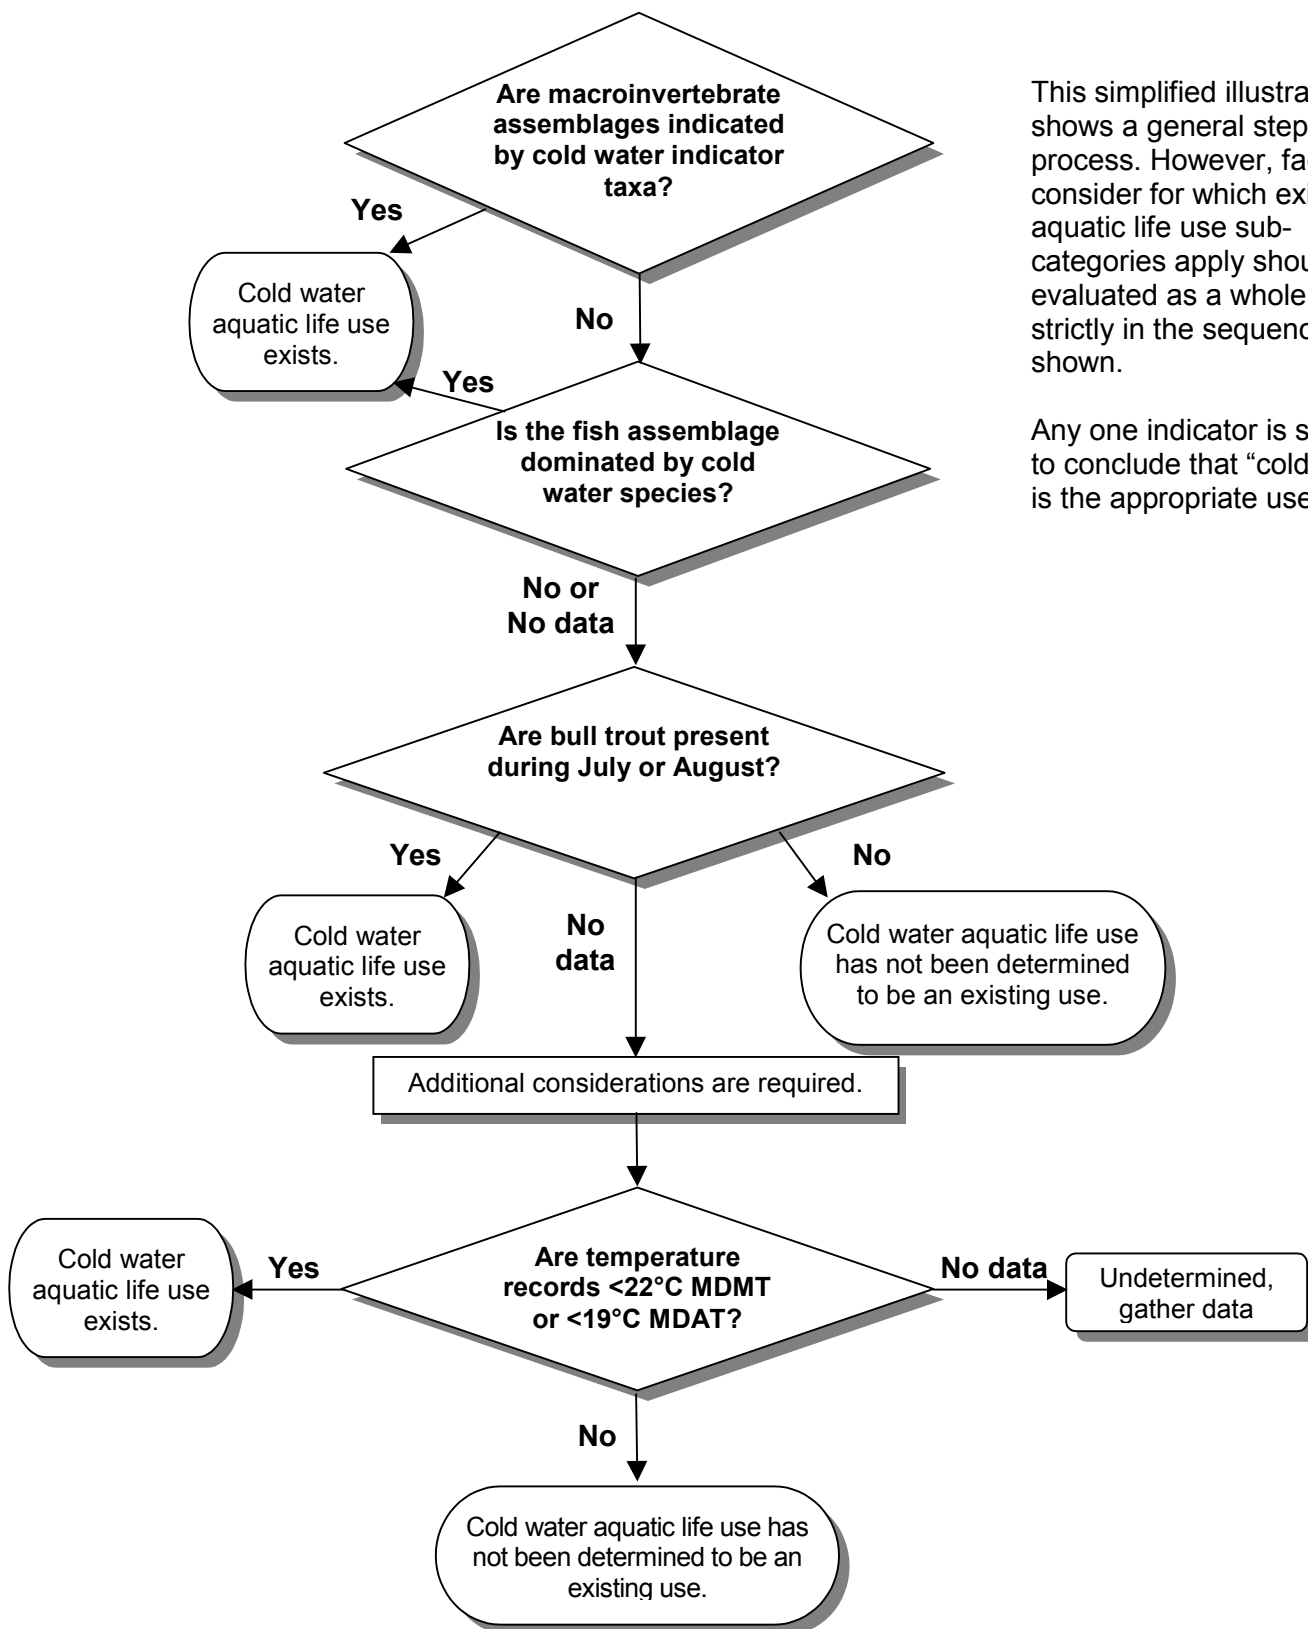 Are macroinvertebrate
assemblages indicated
by cold water indicator
taxa?
This simplified
shows a general step
process. However,
consider for which
aquatic life use sub-
categories apply
evaluated as a whole
strictly in the
shown.
Any one indicator is
to conclude that “cold
is the appropriate use
Yes
Cold water
aquatic life use
exists.
No
Yes
Is the fish assemblage
dominated by cold
water species?
No or
No data
Are bull trout present
during July or August?
Yes
No
No
data
Cold water
aquatic life use
exists.
Cold water aquatic life use
has not been determined
to be an existing use.
Additional considerations are required.
Are temperature
records <22°C MDMT
or <19°C MDAT?
Yes
Cold water
aquatic life use
exists.
No data
Undetermined,
gather data
No
Cold water aquatic life use has
not been determined to be an
existing use.